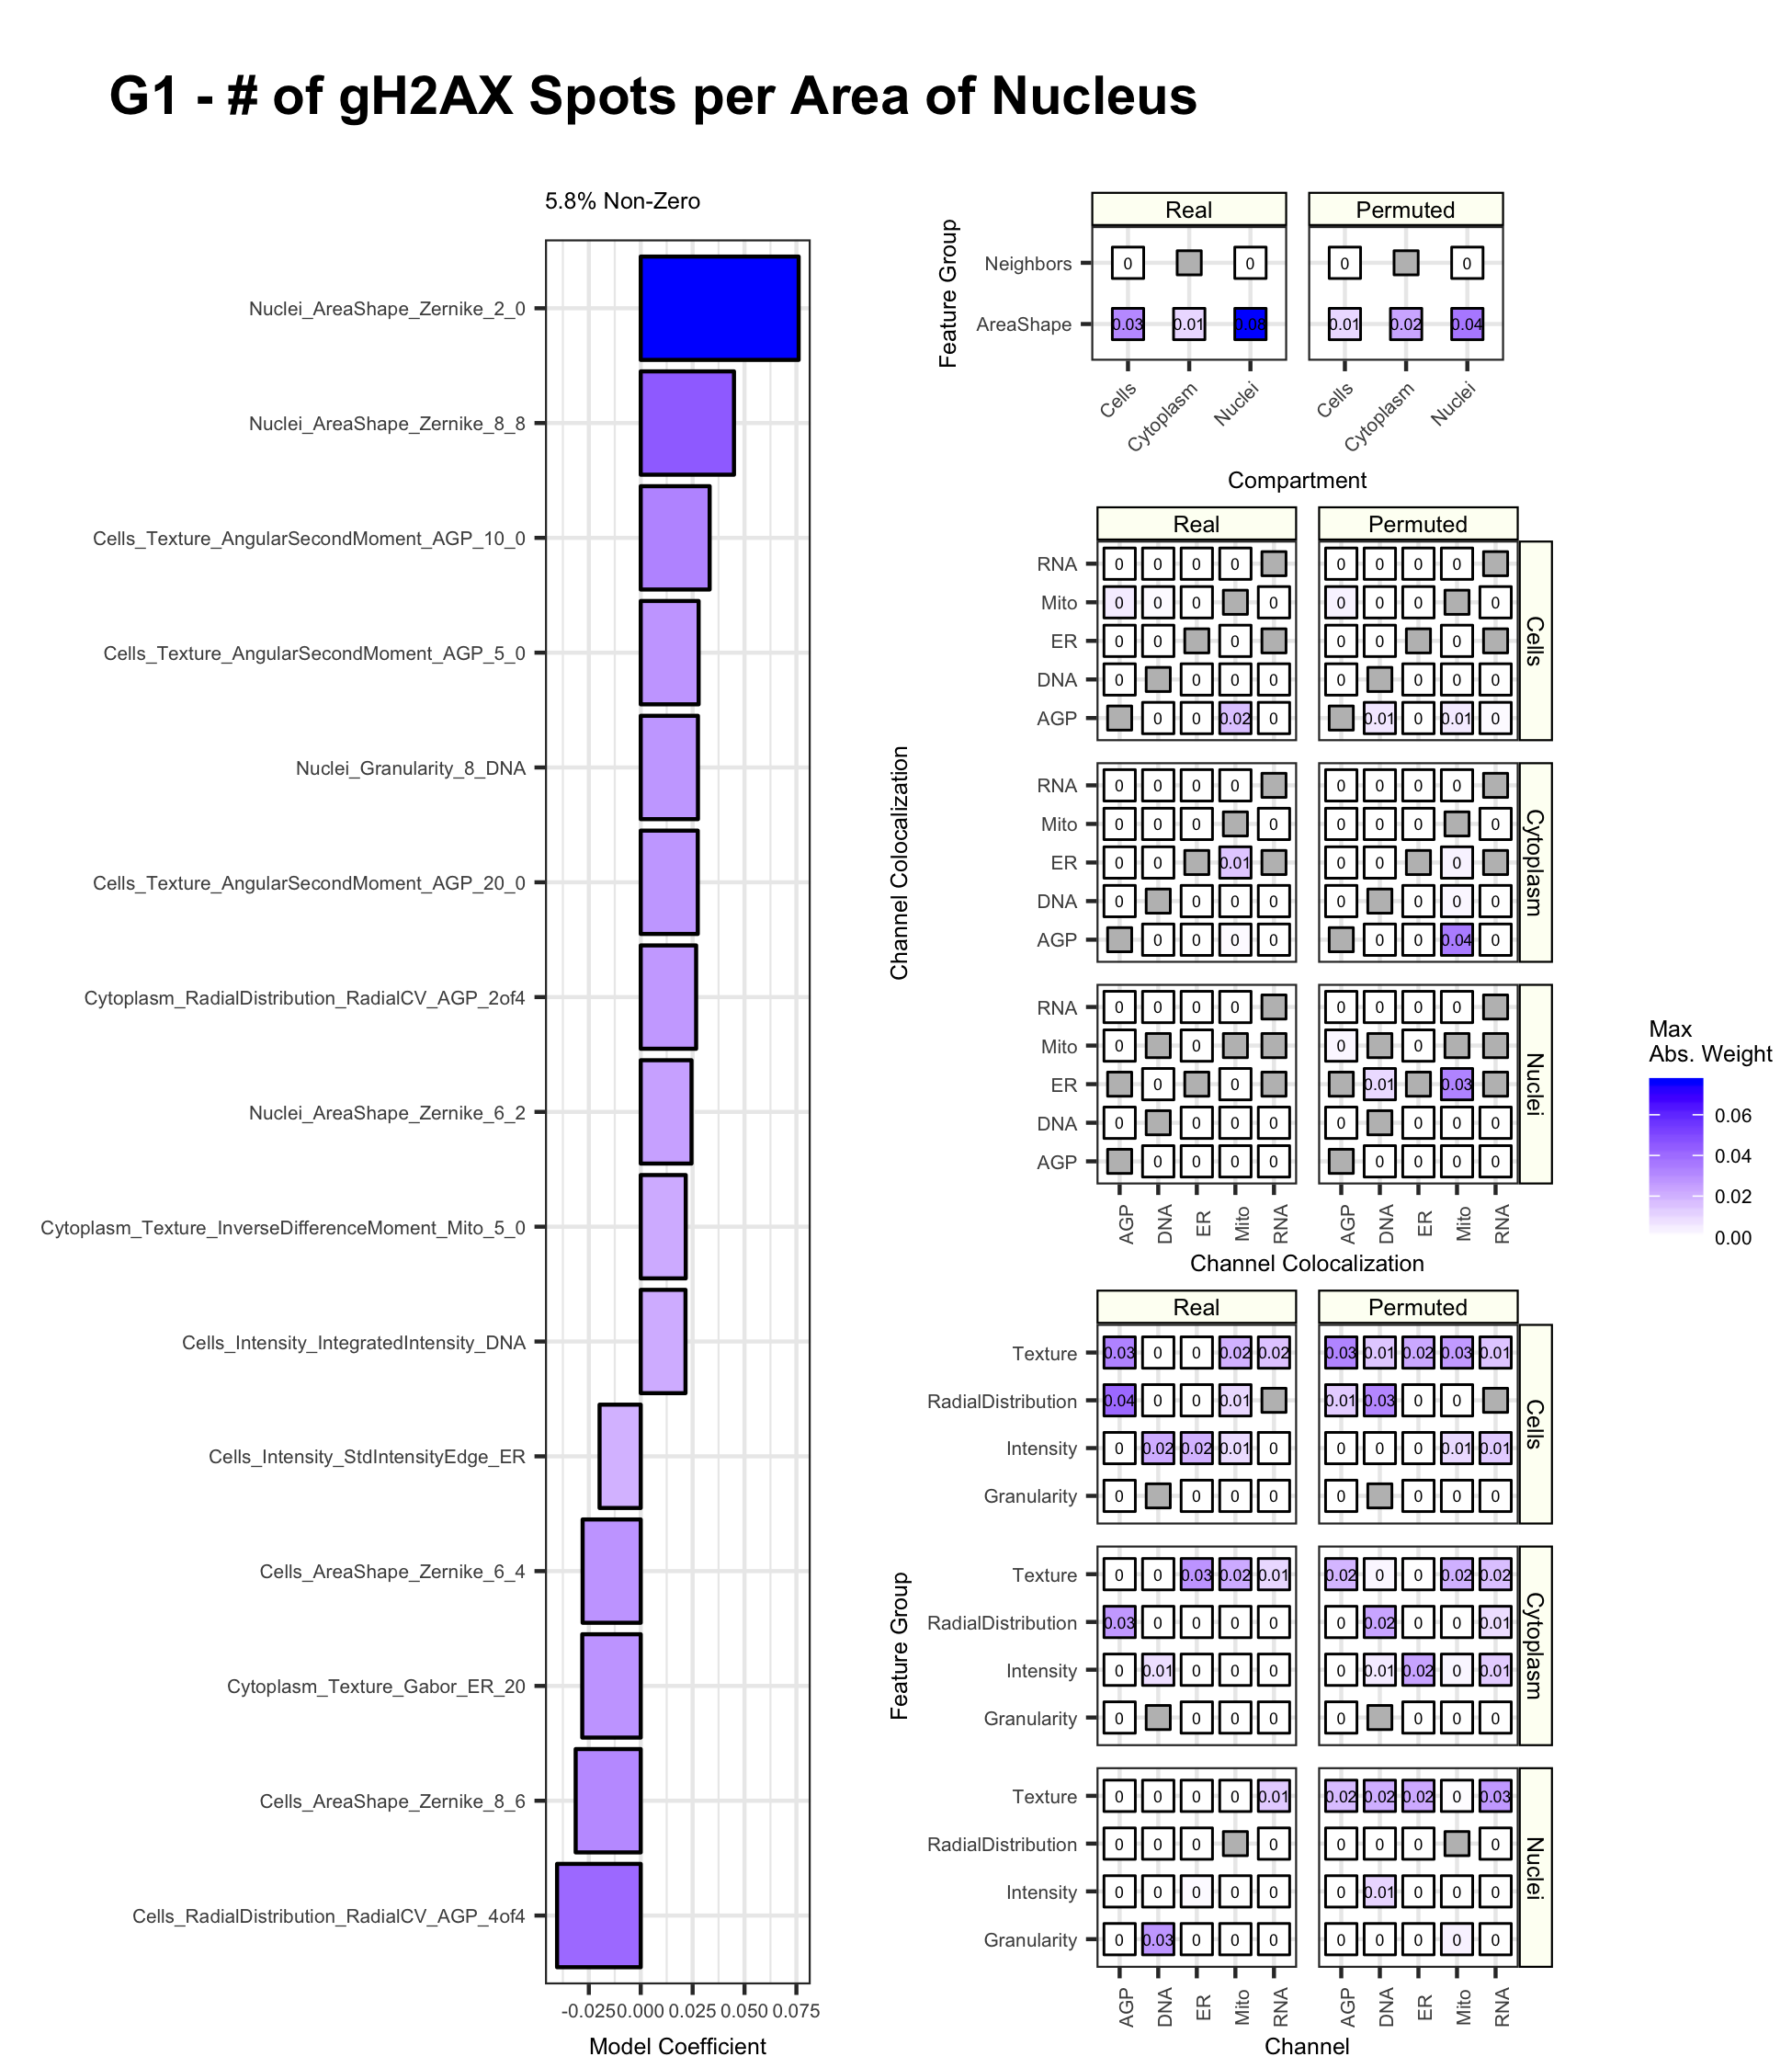 G1 - # of gH2AX Spots per Area of Nucleus
5.8% Non-Zero
Nuclei_AreaShape_Zernike_2_0
Nuclei_AreaShape_Zernike_8_8
Cells_Texture_AngularSecondMoment_AGP_10_0
Cells_Texture_AngularSecondMoment_AGP_5_0
Nuclei_Granularity_8_DNA
Cells_Texture_AngularSecondMoment_AGP_20_0
Cytoplasm_RadialDistribution_RadialCV_AGP_2of4
Nuclei_AreaShape_Zernike_6_2
Cytoplasm_Texture_InverseDifferenceMoment_Mito_5_0
Cells_Intensity_IntegratedIntensity_DNA
Cells_Intensity_StdIntensityEdge_ER
Cells_AreaShape_Zernike_6_4
Cytoplasm_Texture_Gabor_ER_20
Cells_AreaShape_Zernike_8_6
Cells_RadialDistribution_RadialCV_AGP_4of4
-0.025 0.000 0.025 0.050 0.075
Model Coefficient
Feature Group
Real Permuted
Neighbors 0 0 0 0
AreaShape 0.03 0.01 0.08 0.01 0.02 0.04
Cells Cytoplasm Nuclei Cells Cytoplasm Nuclei
Compartment
Channel Colocalization
Real Permuted
RNA 0 0 0 0 0 0 0 0
Mito 0 0 0 0 0 0 0 0
ER 0 0 0 0 0 0
DNA 0 0 0 0 0 0 0 0
AGP 0 0 0.02 0 0.01 0 0.01 0
Cells
RNA 0 0 0 0 0 0 0 0
Mito 0 0 0 0 0 0 0 0
ER 0 0 0.01 0 0 0
DNA 0 0 0 0 0 0 0 0
AGP 0 0 0 0 0 0 0.04 0
Cytoplasm
RNA 0 0 0 0 0 0 0 0
Mito 0 0 0 0
ER 0 0 0.01 0.03
DNA 0 0 0 0 0 0 0 0
AGP 0 0 0 0 0 0 0 0
Nuclei
AGP DNA ER Mito RNA AGP DNA ER Mito RNA
Channel Colocalization
Feature Group
Real Permuted
Texture 0.03 0 0 0.02 0.02 0.03 0.01 0.02 0.03 0.01
RadialDistribution 0.04 0 0 0.01 0.01 0.03 0 0
Intensity 0 0.02 0.02 0.01 0 0 0 0 0.01 0.01
Granularity 0 0 0 0 0 0 0 0
Cells
Texture 0 0 0.03 0.02 0.01 0.02 0 0 0.02 0.02
RadialDistribution 0.03 0 0 0 0 0 0.02 0 0 0.01
Intensity 0 0.01 0 0 0 0 0.01 0.02 0 0.01
Granularity 0 0 0 0 0 0 0 0
Cytoplasm
Texture 0 0 0 0 0.01 0.02 0.02 0.02 0 0.03
RadialDistribution 0 0 0 0 0 0 0 0
Intensity 0 0 0 0 0 0 0.01 0 0 0
Granularity 0 0.03 0 0 0 0 0 0 0 0
Nuclei
AGP DNA ER Mito RNA AGP DNA ER Mito RNA
Channel
Max
Abs. Weight
0.06
0.04
0.02
0.00